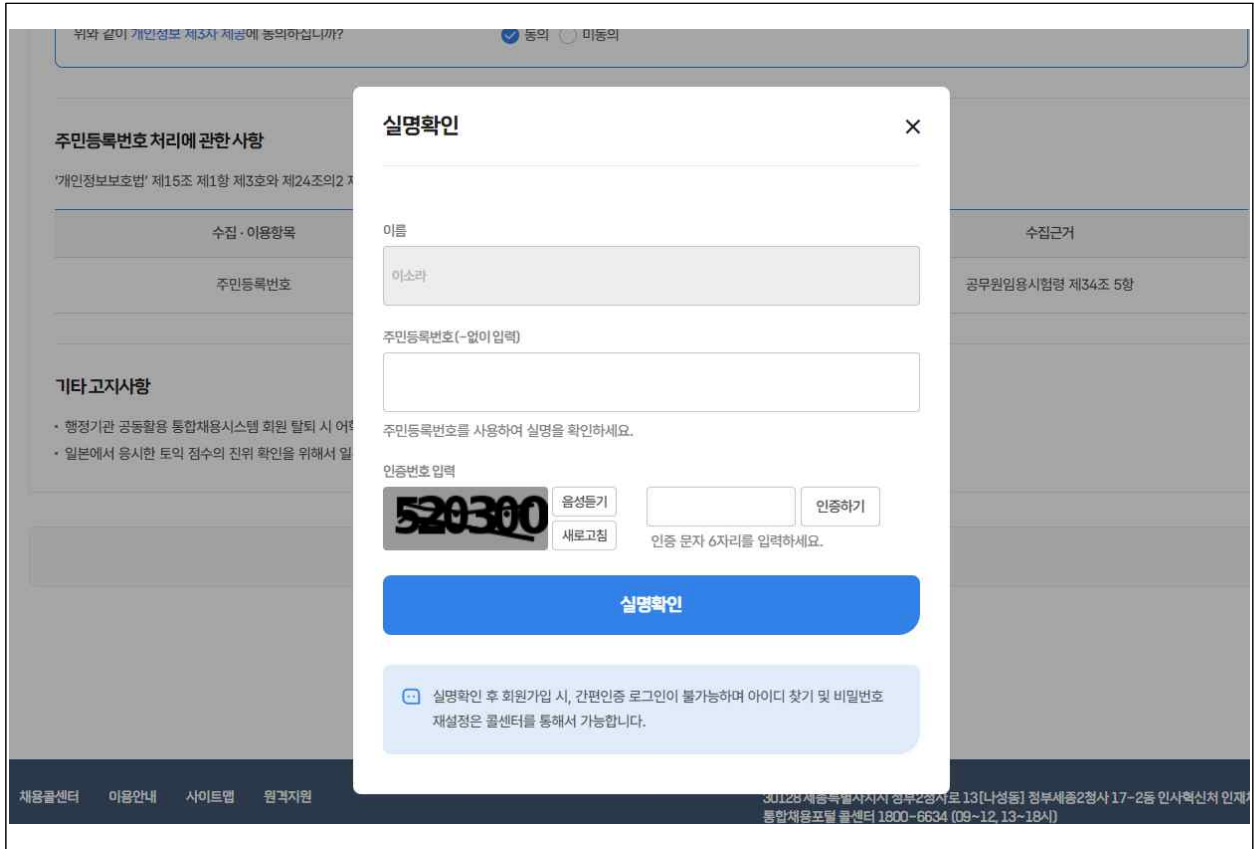 위와 같이 개인정보 제3자 제공에 동의하십니까?
동의 미동의
주민등록번호 처리에 관한 사항
'개인정보보호법' 제15조 제1항 제3호와 제24조의2
수집·이용항목
수집근거
주민등록번호
공무원임용시험령 제34조 5항
기타 고지사항
• 행정기관 공동활용 통합채용시스템 회원 탈퇴 시
• 일본에서 응시한 토익 점수의 진위 확인을 위해서
실명확인
이름
이소라
주민등록번호(-없이 입력)
주민등록번호를 사용하여 실명을 확인하세요.
인증번호 입력
520300
음성듣기
새로고침
인증하기
인증 문자 6자리를 입력하세요.
실명확인
실명확인 후 회원가입 시, 간편인증 로그인이 불가능하며 아이디 찾기 및 비밀번호
재설정은 콜센터를 통해서 가능합니다.
채용콜센터 이용안내 사이트맵 원격지원
30128 세종특별자치시 정부2청사로 13[나성동] 정부세종2청사 17-2동 인사혁신처
통합채용포털 콜센터 1800-6634 (09~12, 13~18시)